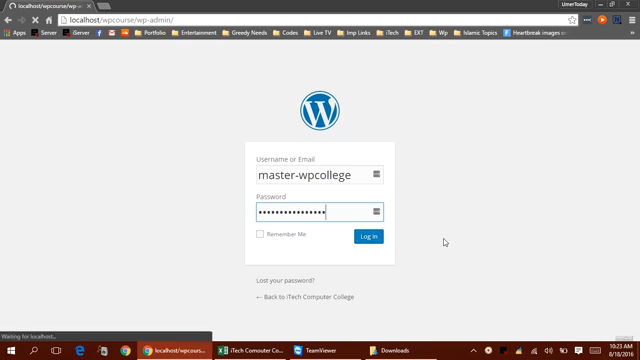 localhost/wpcourse/wp-ad
UmerToday
localhost/wpcourse/wp-admin/
Apps Server iServer Portfolio Entertainment Greedy Needs Socks Live TV Imp Links iTech EXT Wp Islamic Topics Heartbreak images
W
Username or Email
master-wpcollege
Password
••••••••••••••••
Remember Me
Log In
Lost your password?
← Back to iTech Computer College
Waiting for localhost...
localhost/wpcours...
iTech Computer Co...
TeamViewer
Downloads
10:23 AM
8/18/2016